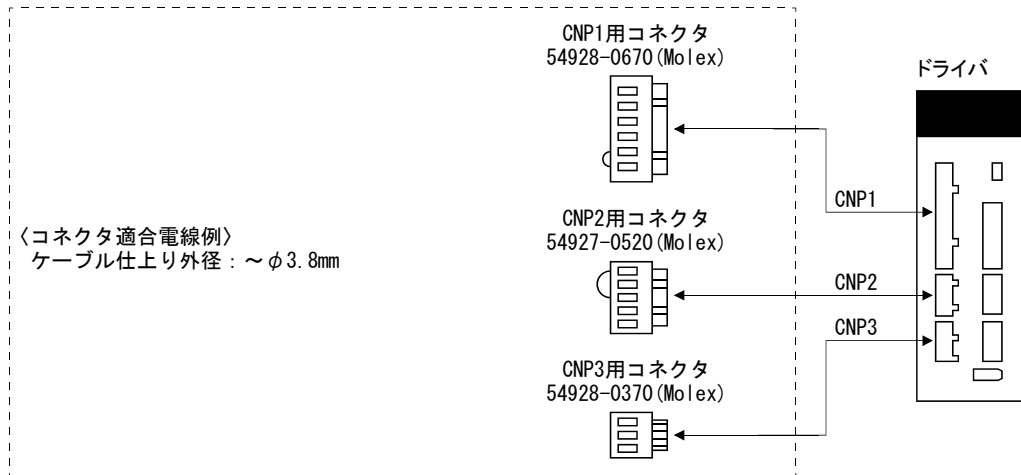 CNP1用コネクタ
54928-0670(Molex)
ドライバ
CNP1
CNP2用コネクタ
54927-0520(Molex)
〈コネクタ適合電線例〉
ケーブル仕上り外径：～φ3.8mm
CNP2
CNP3
CNP3用コネクタ
54928-0370(Molex)